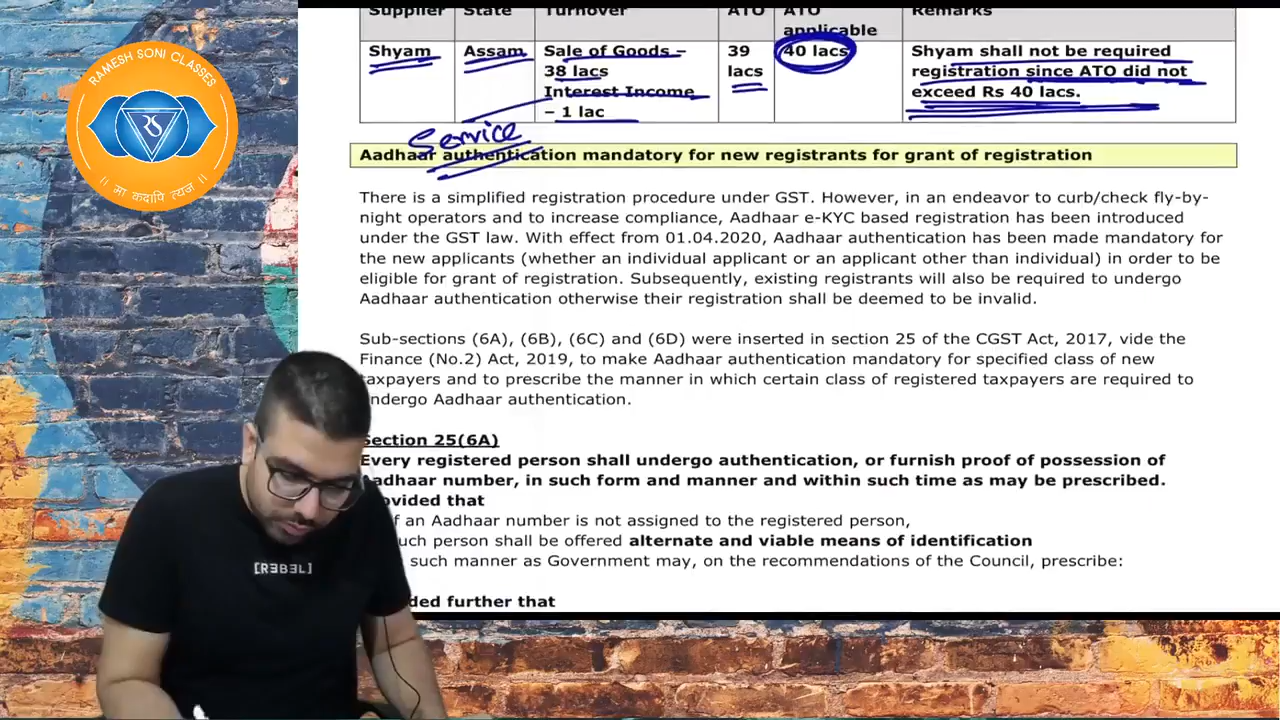 RAMESH SONI CLASSES
मा कदापि त्यज
Supplier State Turnover ATO ATO applicable Remarks
Shyam Assam Sale of Goods – 39 40 lacs Shyam shall not be required
38 lacs lacs registration since ATO did not
Interest Income exceed Rs 40 lacs.
– 1 lac
Service
Aadhaar authentication mandatory for new registrants for grant of registration
There is a simplified registration procedure under GST. However, in an endeavor to curb/check fly-by-
night operators and to increase compliance, Aadhaar e-KYC based registration has been introduced
under the GST law. With effect from 01.04.2020, Aadhaar authentication has been made mandatory for
the new applicants (whether an individual applicant or an applicant other than individual) in order to be
eligible for grant of registration. Subsequently, existing registrants will also be required to undergo
Aadhaar authentication otherwise their registration shall be deemed to be invalid.
Sub-sections (6A), (6B), (6C) and (6D) were inserted in section 25 of the CGST Act, 2017, vide the
Finance (No.2) Act, 2019, to make Aadhaar authentication mandatory for specified class of new
taxpayers and to prescribe the manner in which certain class of registered taxpayers are required to
undergo Aadhaar authentication.
Section 25(6A)
Every registered person shall undergo authentication, or furnish proof of possession of
Aadhaar number, in such form and manner and within such time as may be prescribed.
Provided that
if an Aadhaar number is not assigned to the registered person,
such person shall be offered alternate and viable means of identification
such manner as Government may, on the recommendations of the Council, prescribe:
further that
[REBEL]